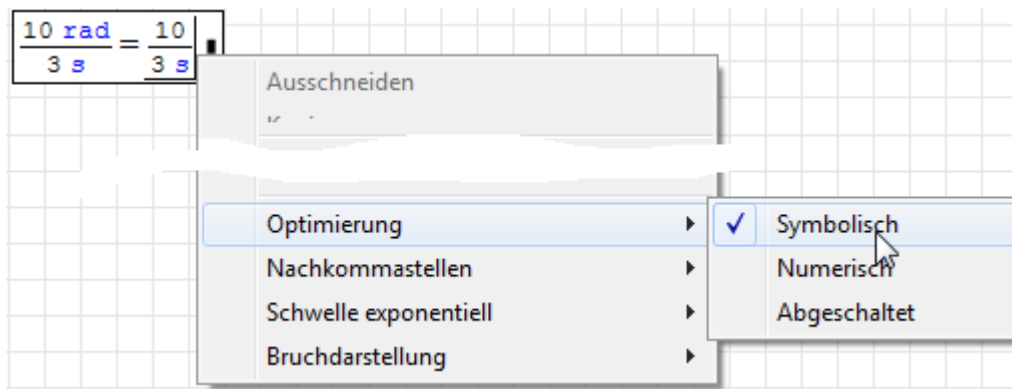 10 rad / 3 s = 10 / 3 s
Ausschneiden
Optimierung
Nachkommastellen
Schwelle exponentiell
Bruchdarstellung
Symbolisch
Numerisch
Abgeschaltet